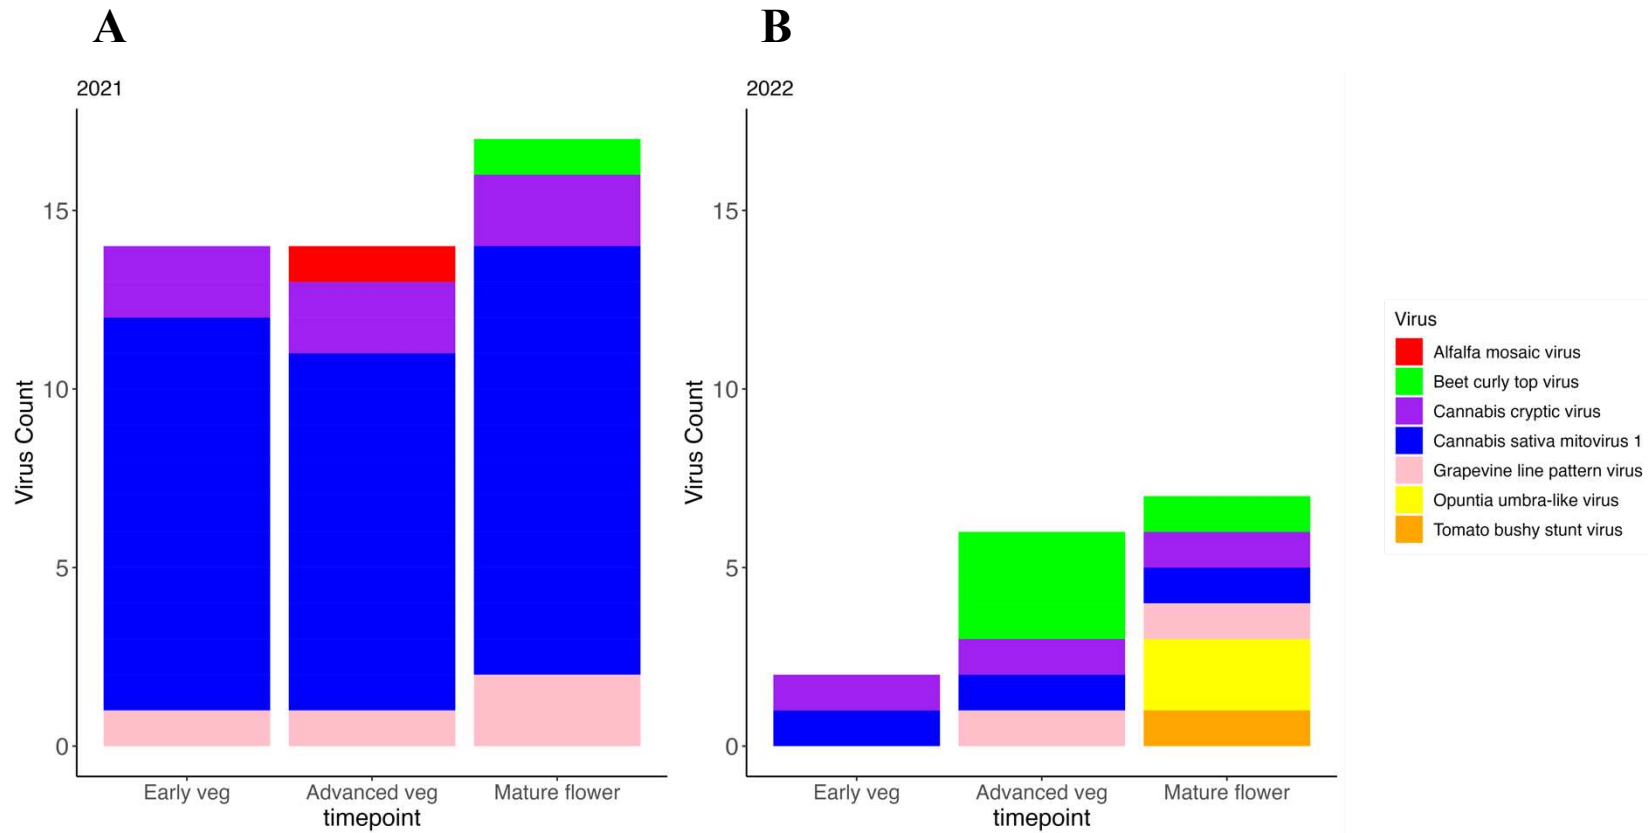 A
2021
Virus Count
15
10
5
0
Early veg
Advanced veg
Mature flower
timepoint
B
2022
Virus Count
15
10
5
0
Early veg
Advanced veg
Mature flower
timepoint
Virus
Alfalfa mosaic virus
Beet curly top virus
Cannabis cryptic virus
Cannabis sativa mitovirus 1
Grapevine line pattern virus
Opuntia umbra-like virus
Tomato bushy stunt virus